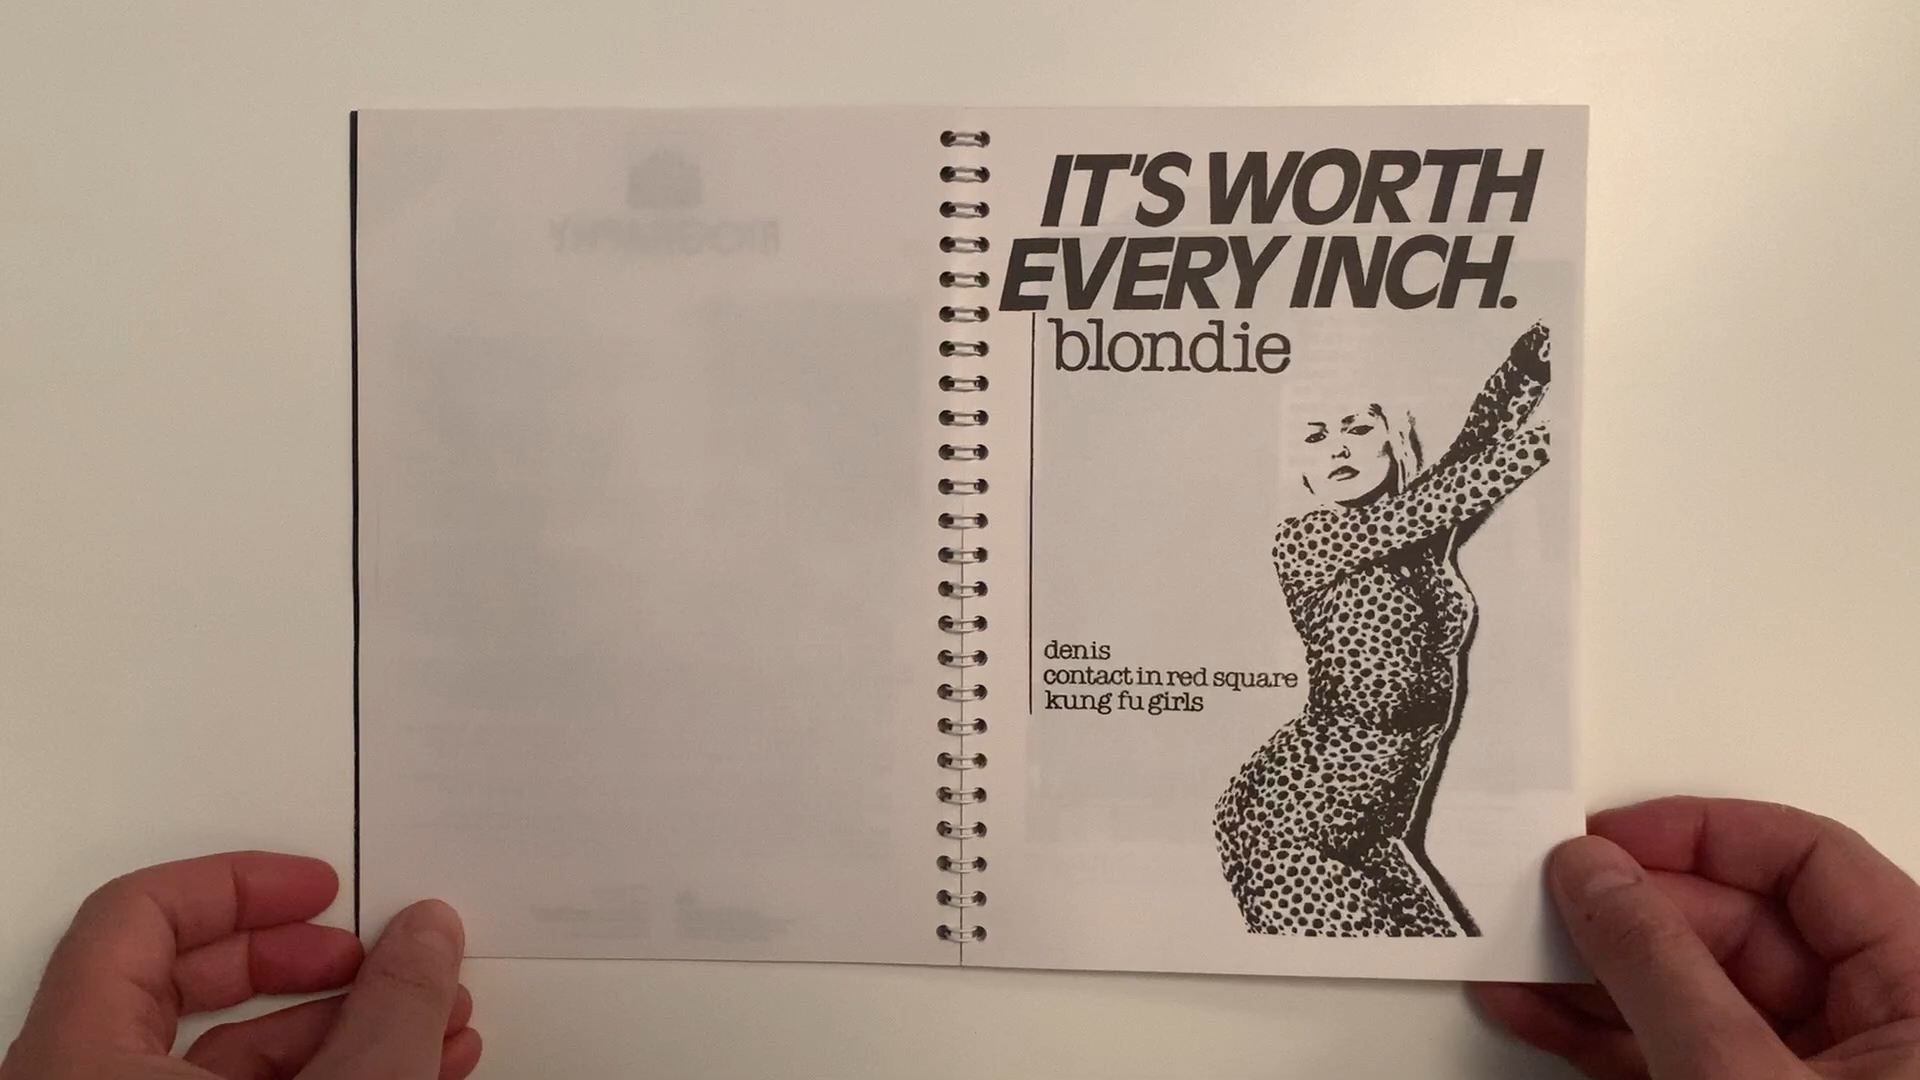 IT'S WORTH
EVERY INCH.
blondie
denis
contact in red square
kung fu girls